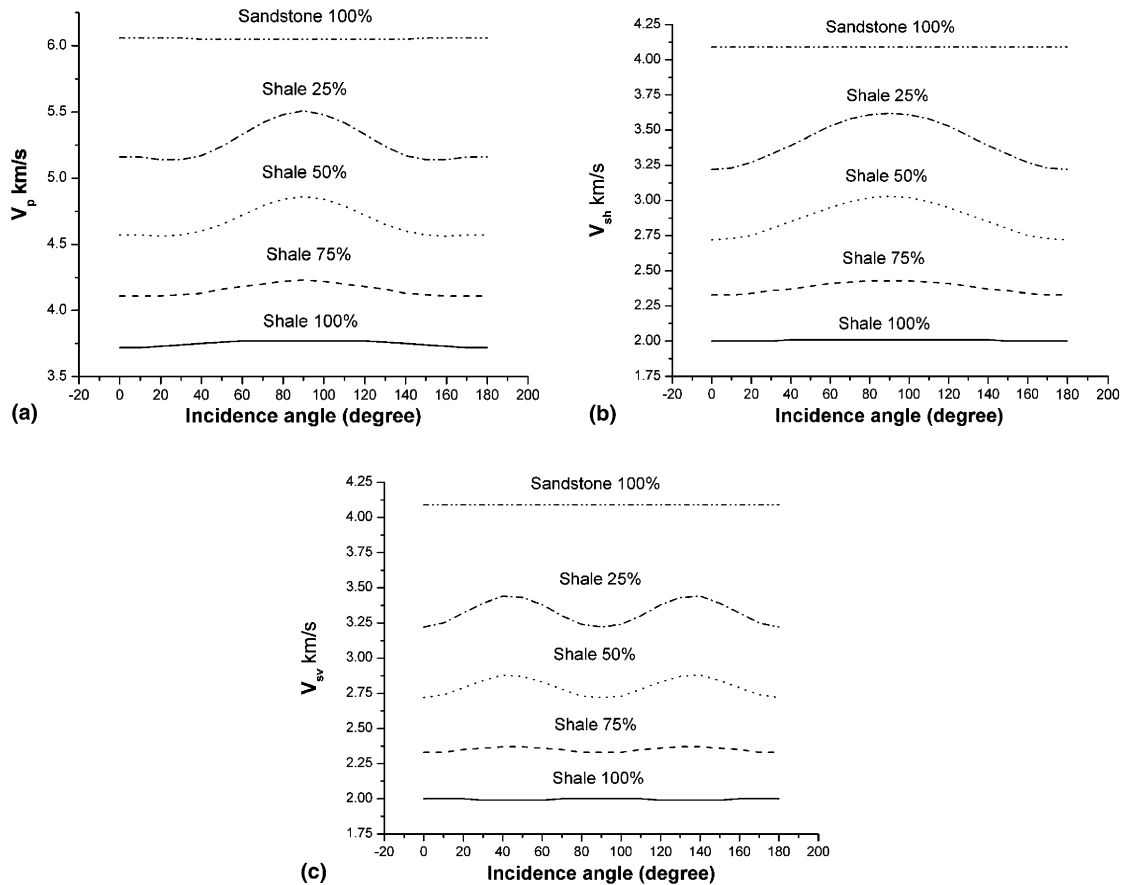 Sandstone 100%
6.0
Shale 25%
5.5
5.0
Shale 50%
4.5
Shale 75%
4.0
Shale 100%
3.5
Vp km/s
-20 0 20 40 60 80 100 120 140 160 180 200
Incidence angle (degree)
(a)
4.25
Sandstone 100%
4.00
3.75
Shale 25%
3.50
3.25
Shale 50%
3.00
2.75
Shale 75%
2.50
2.25
Shale 100%
2.00
1.75
Vsh km/s
-20 0 20 40 60 80 100 120 140 160 180 200
Incidence angle (degree)
(b)
4.25
Sandstone 100%
4.00
3.75
Shale 25%
3.50
3.25
Shale 50%
3.00
2.75
Shale 75%
2.50
2.25
Shale 100%
2.00
1.75
Vsv km/s
-20 0 20 40 60 80 100 120 140 160 180 200
Incidence angle (degree)
(c)